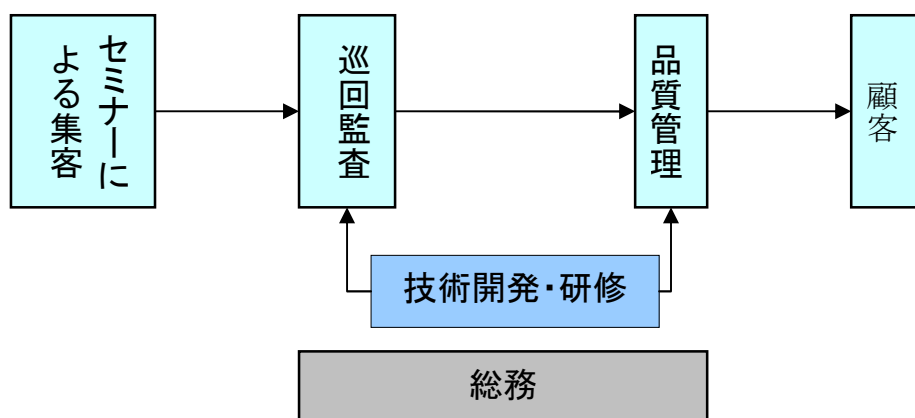 セミナーに
よる集客
巡回監査
品質管理
顧客
技術開発・研修
総務